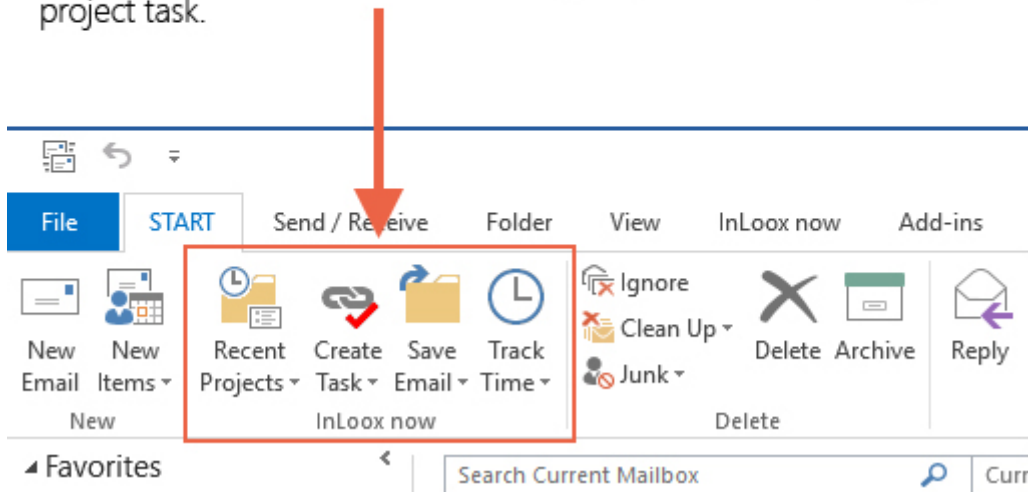 project task.
File START Send / Receive Folder View InLoox now Add-ins
Ignore
Clean Up
Junk
New Email
New Items
Recent Projects
Create Task
Save Email
Track Time
Delete
Archive
Reply
New
InLoox now
Delete
Favorites
Search Current Mailbox
Curr